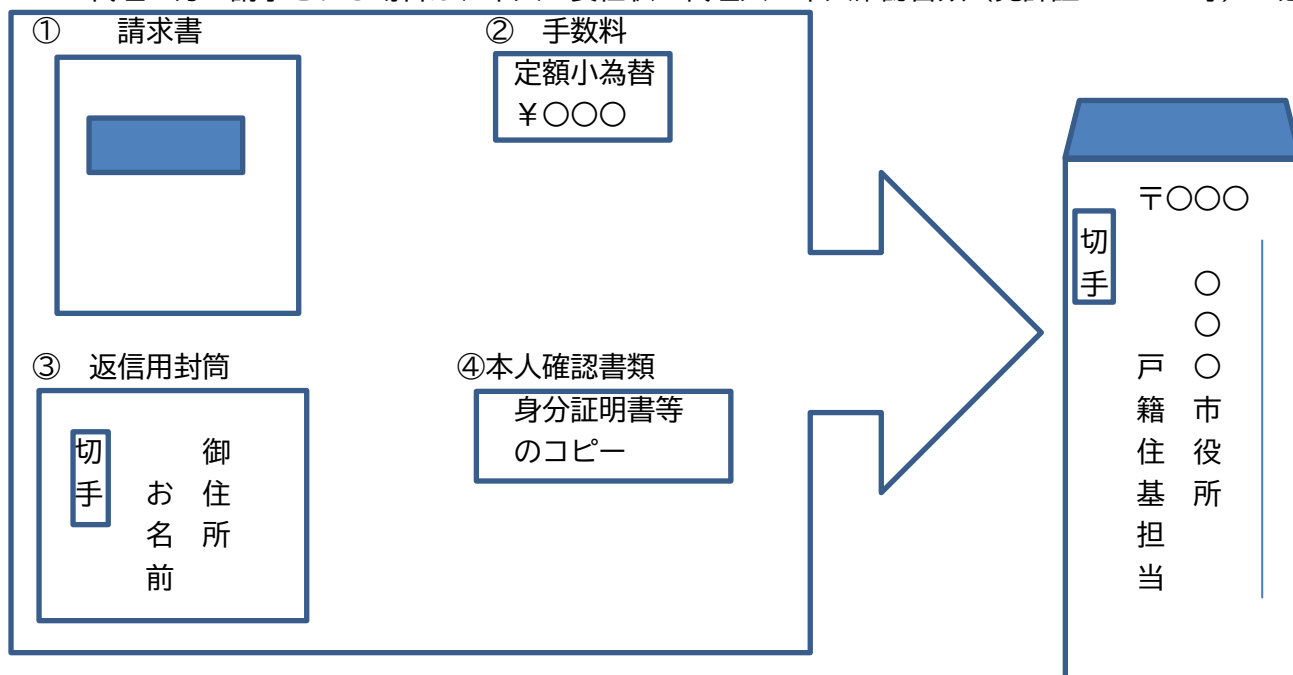 ① 請求書
② 手数料
定額小為替
￥○○○
③ 返信用封筒
切手
御住所
お名前
④本人確認書類
身分証明書等
のコピー
〒○○○
切手
○○○市役所
戸籍住基担当